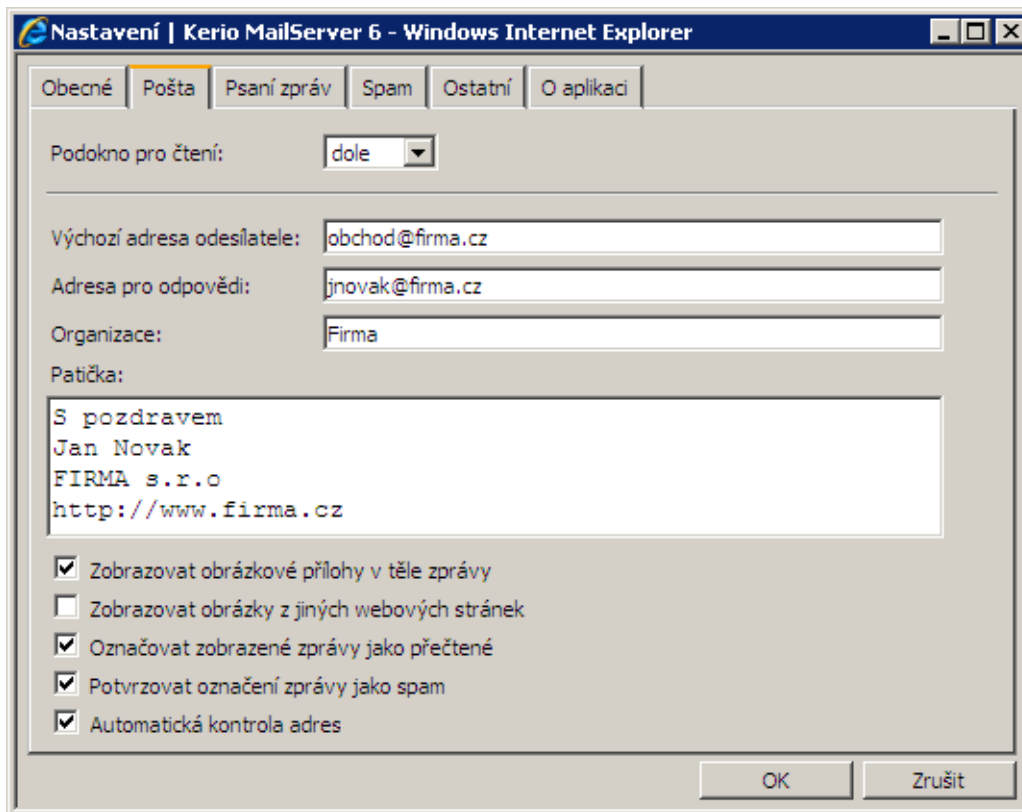 Nastavení | Kerio MailServer 6 - Windows Internet Explorer
Obecné Pošta Psaní zpráv Spam Ostatní O aplikaci
Podokno pro čtení: dole
Výchozí adresa odesílatele: obchod@firma.cz
Adresa pro odpovědi: jnovak@firma.cz
Organizace: Firma
Patička:
S pozdravem
Jan Novak
FIRMA s.r.o
http://www.firma.cz
Zobrazovat obrázkové přílohy v těle zprávy
Zobrazovat obrázky z jiných webových stránek
Označovat zobrazené zprávy jako přečtené
Potvrzovat označení zprávy jako spam
Automatická kontrola adres
OK Zrušit